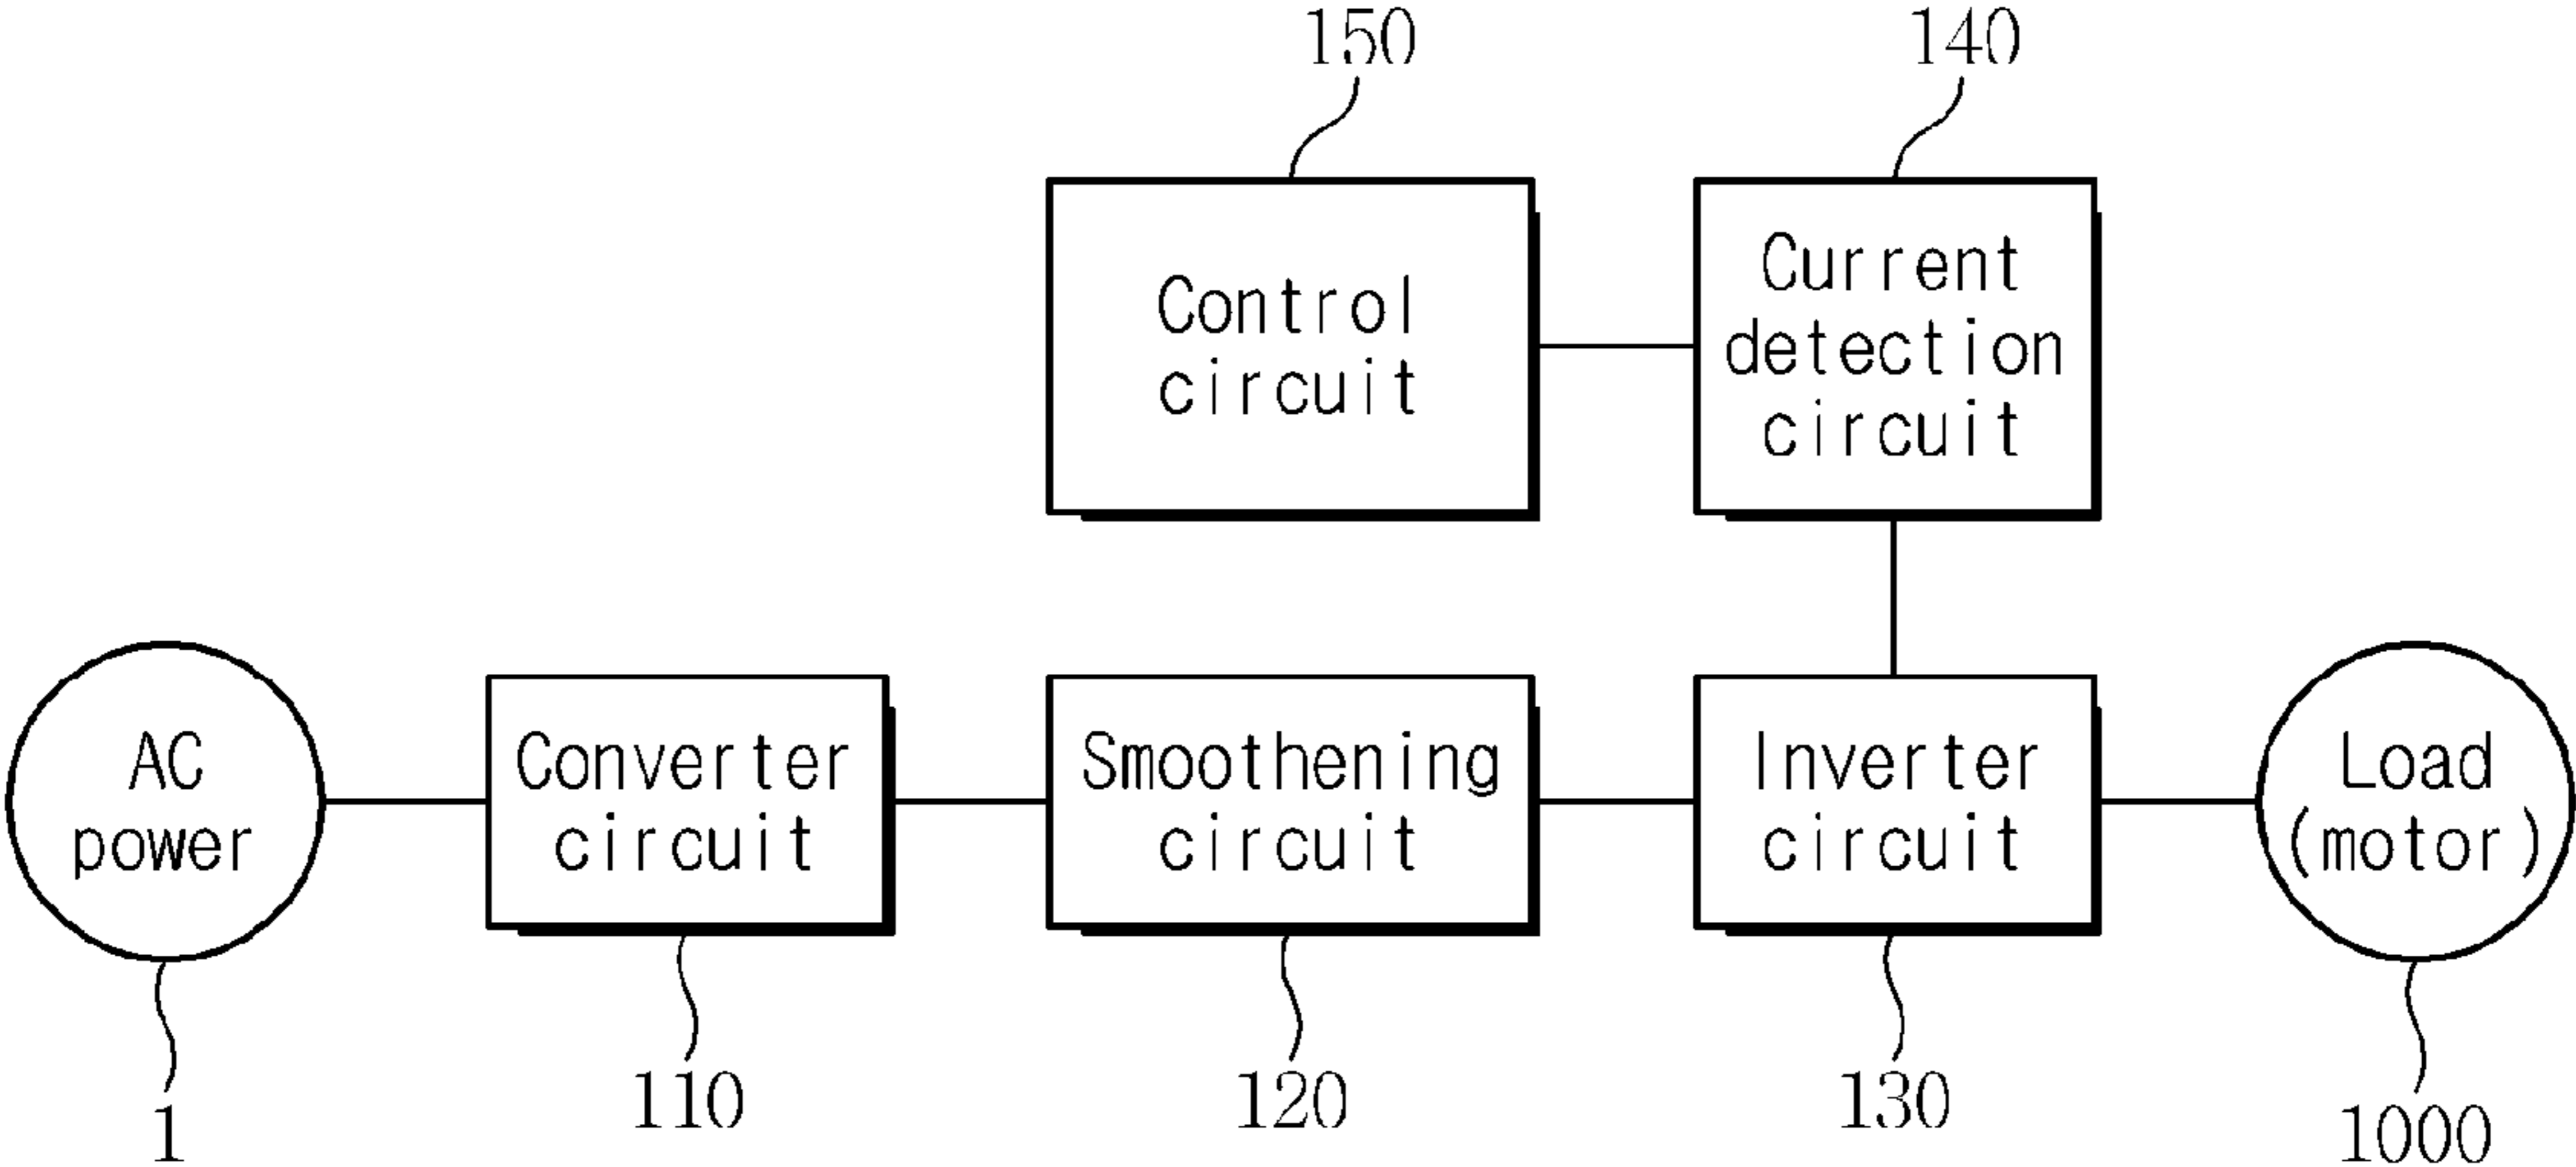 150
140
Control
circuit
Current
detection
circuit
AC
power
Converter
circuit
Smoothening
circuit
Inverter
circuit
Load
(motor)
1
110
120
130
1000